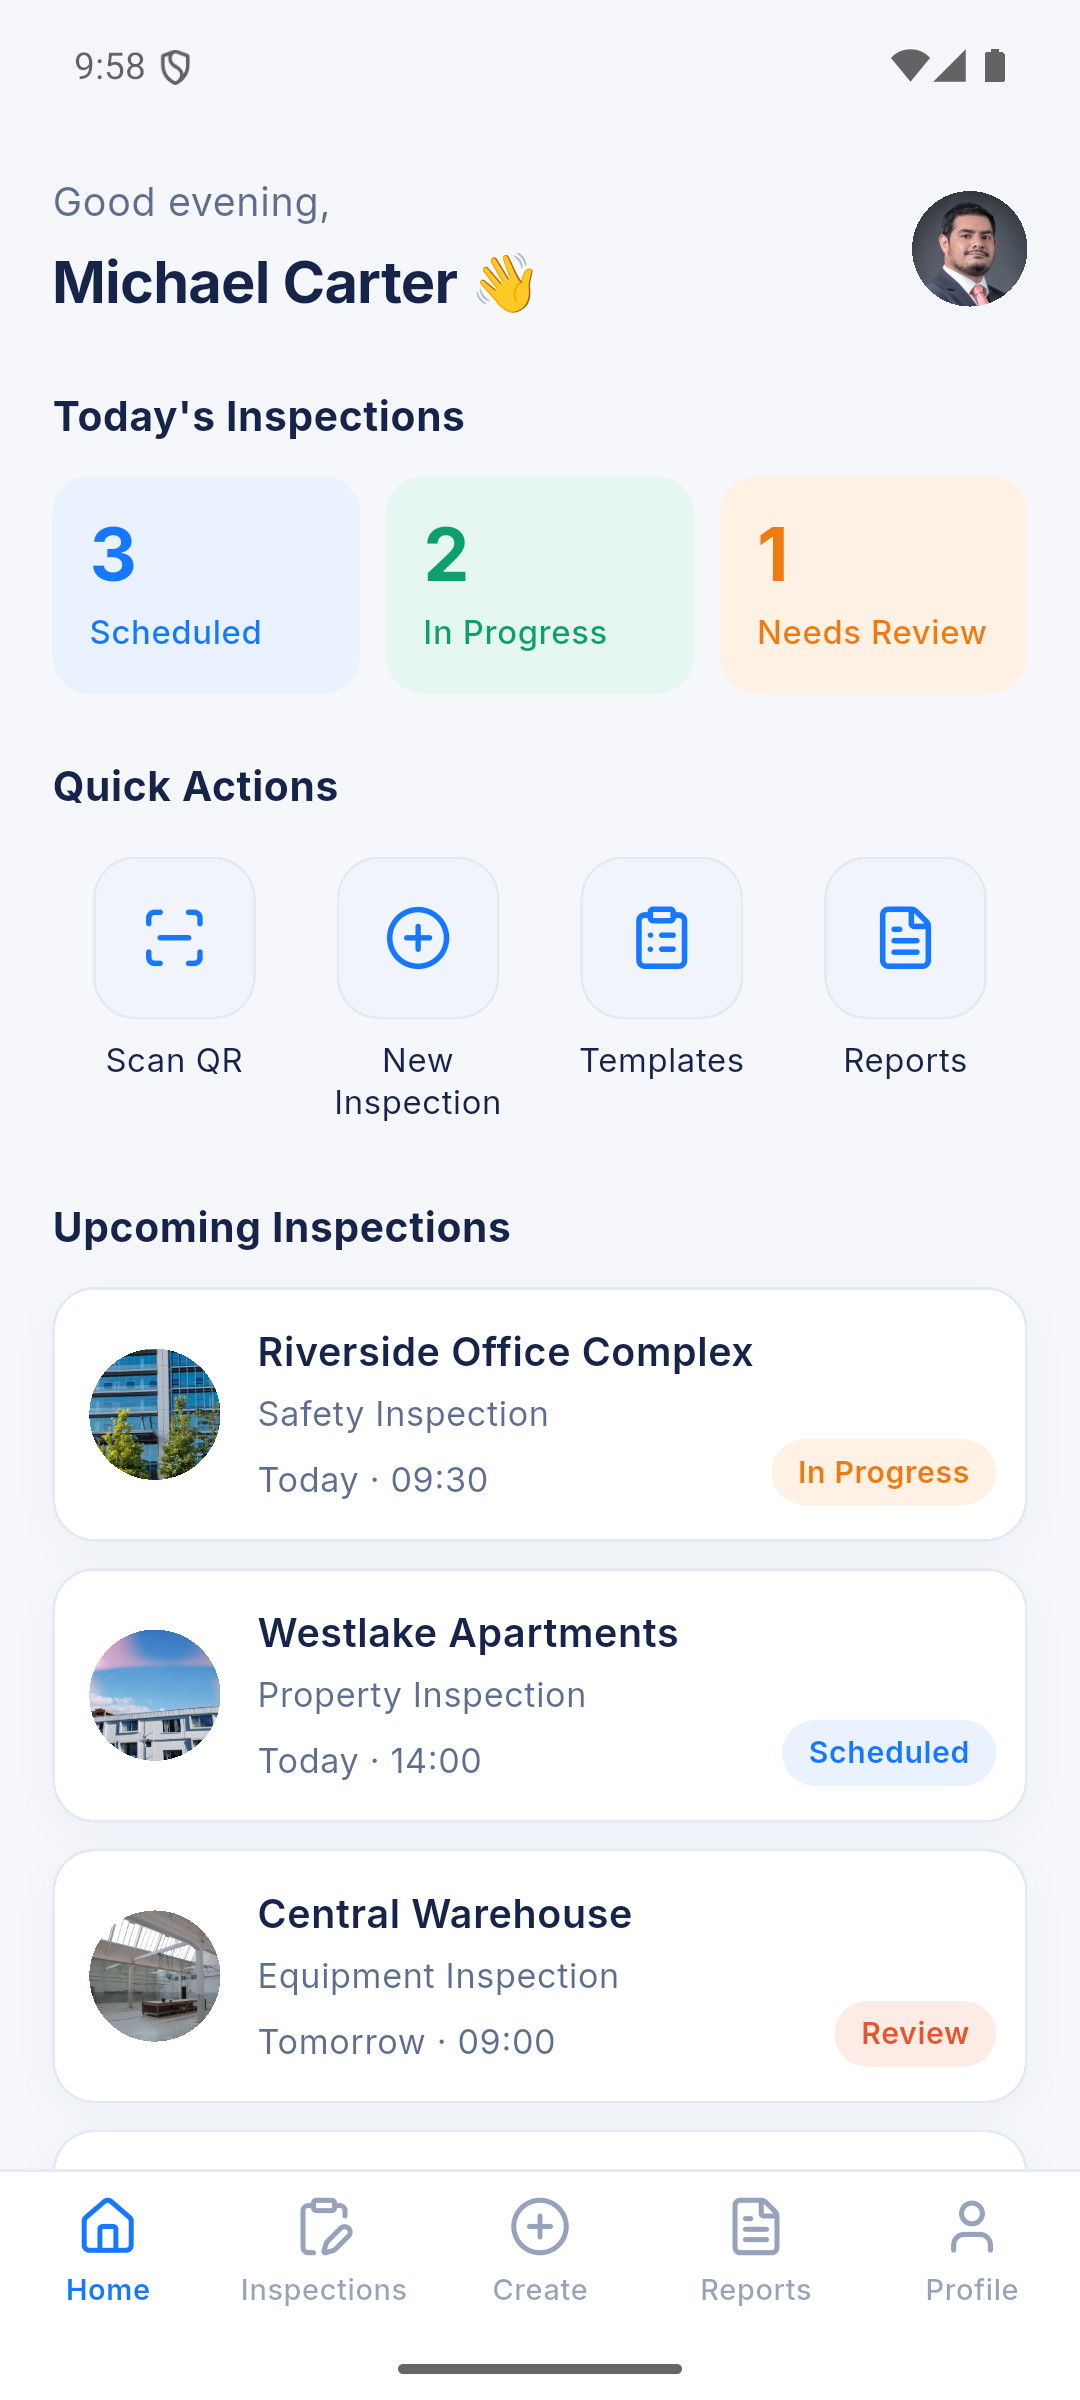 9:58
Good evening,
Michael Carter 👋
Today's Inspections
3
Scheduled
2
In Progress
1
Needs Review
Quick Actions
Scan QR
New
Inspection
Templates
Reports
Upcoming Inspections
Riverside Office Complex
Safety Inspection
Today · 09:30
In Progress
Westlake Apartments
Property Inspection
Today · 14:00
Scheduled
Central Warehouse
Equipment Inspection
Tomorrow · 09:00
Review
Home
Inspections
Create
Reports
Profile